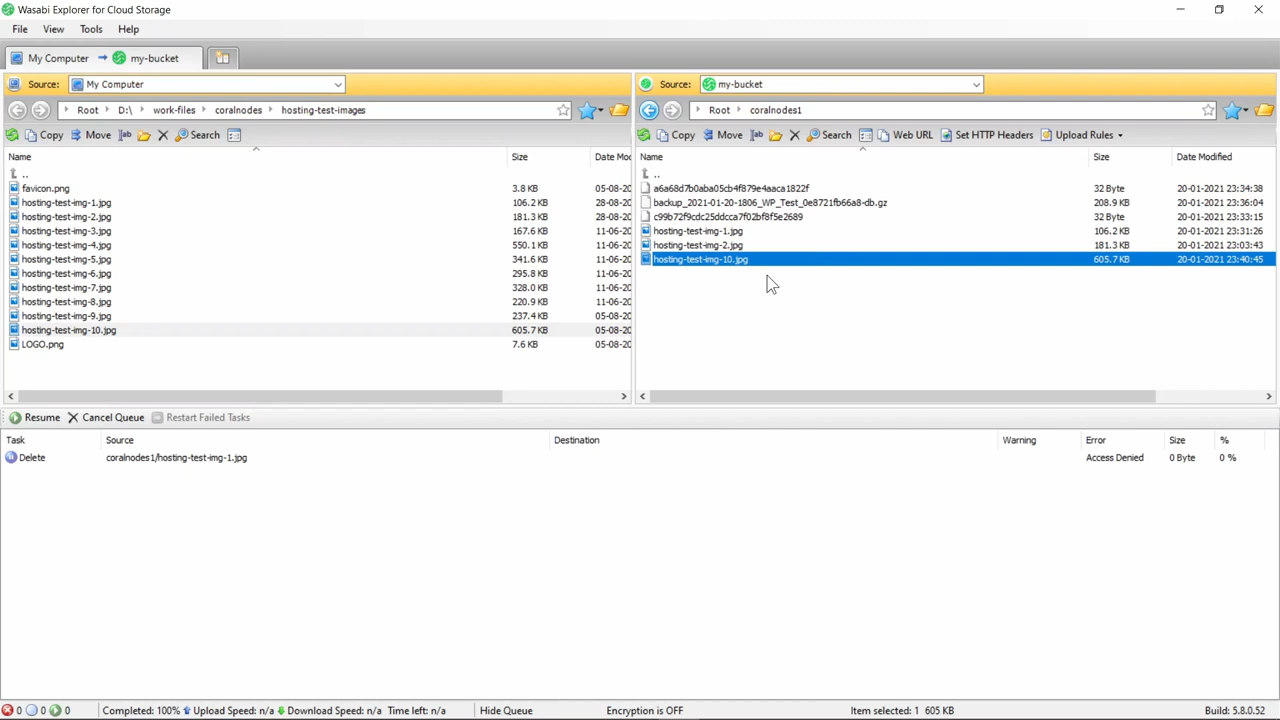 Wasabi Explorer for Cloud Storage
File View Tools Help
My Computer my-bucket
Source: My Computer
Root D:\ work-files coralnodes hosting-test-images
Copy Move Search
Name Size Date Moc
..
favicon.png 3.8 KB 05-08-20
hosting-test-img-1.jpg 106.2 KB 28-08-20
hosting-test-img-2.jpg 181.3 KB 28-08-20
hosting-test-img-3.jpg 167.6 KB 11-06-20
hosting-test-img-4.jpg 550.1 KB 11-06-20
hosting-test-img-5.jpg 341.6 KB 11-06-20
hosting-test-img-6.jpg 295.8 KB 11-06-20
hosting-test-img-7.jpg 328.0 KB 11-06-20
hosting-test-img-8.jpg 220.9 KB 11-06-20
hosting-test-img-9.jpg 237.4 KB 05-08-20
hosting-test-img-10.jpg 605.7 KB 05-08-20
LOGO.png 7.6 KB 05-08-20
Source: my-bucket
Root coralnodes1
Copy Move Search Web URL Set HTTP Headers Upload Rules
Name Size Date Modified
..
a6a68d7b0aba05cb4f879e4aaca1822f 32 Byte 20-01-2021 23:34:38
backup_2021-01-20-1806_WP_Test_0e8721fb66a8-db.gz 208.9 KB 20-01-2021 23:36:04
c99b72f9cdc25ddcca7f02bf8f5e2689 32 Byte 20-01-2021 23:33:15
hosting-test-img-1.jpg 106.2 KB 20-01-2021 23:31:26
hosting-test-img-2.jpg 181.3 KB 20-01-2021 23:03:43
hosting-test-img-10.jpg 605.7 KB 20-01-2021 23:40:45
Resume Cancel Queue Restart Failed Tasks
Task Source Destination Warning Error Size %
Delete coralnodes1/hosting-test-img-1.jpg Access Denied 0 Byte 0 %
0 0 0 Completed: 100% Upload Speed: n/a Download Speed: n/a Time left: n/a Hide Queue Encryption is OFF Item selected: 1 605 KB Build: 5.8.0.52